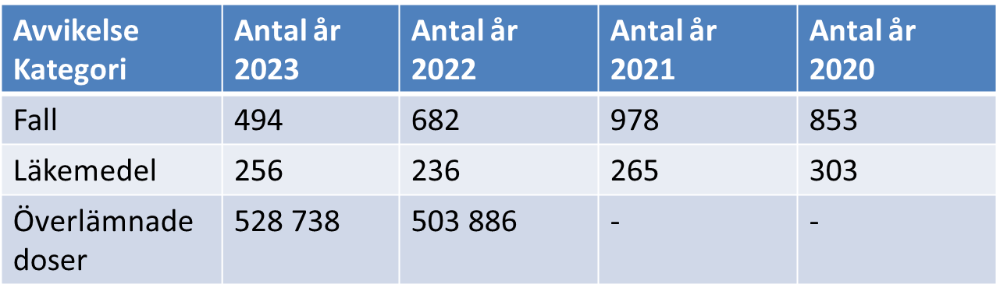 Avvikelse Kategori Antal år 2023 Antal år 2022 Antal år 2021 Antal år 2020
Fall 494 682 978 853
Läkemedel 256 236 265 303
Överlämnade doser 528 738 503 886 - -